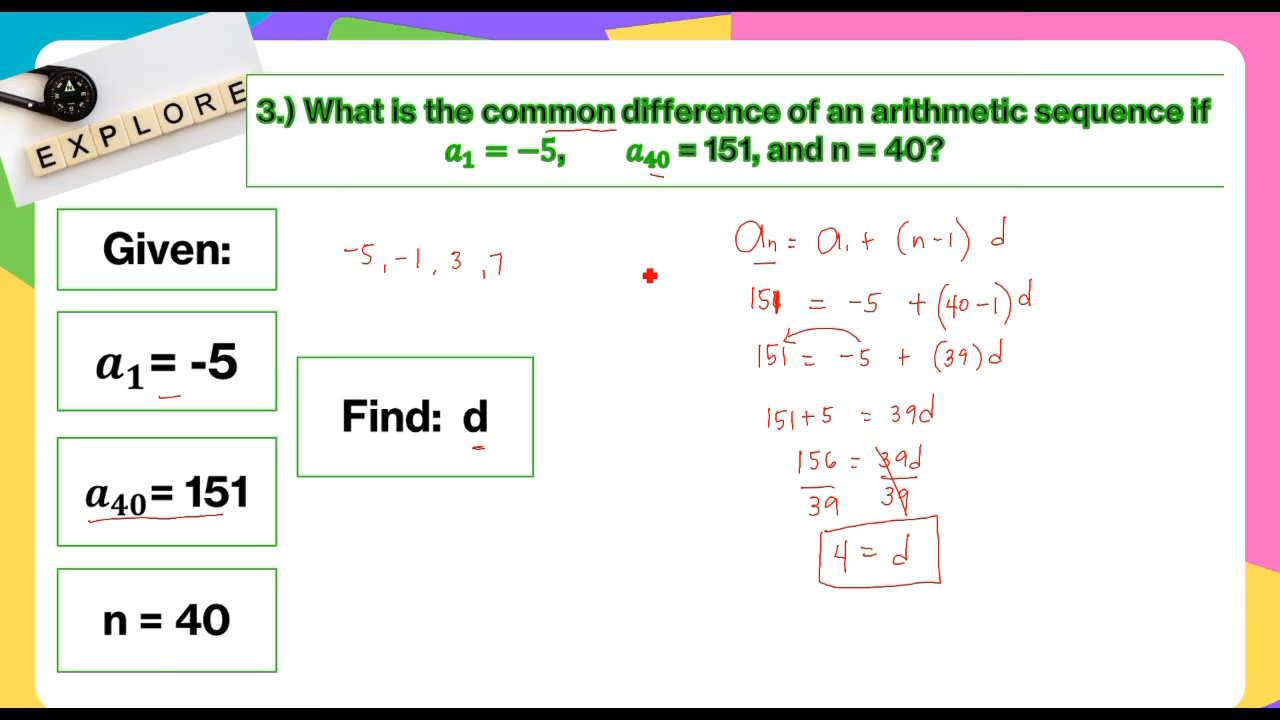 EXPLORE
3.) What is the common difference of an arithmetic sequence if
a₁ = −5, a₄₀ = 151, and n = 40?
Given:
a₁ = -5
a₄₀ = 151
n = 40
Find: d
-5, -1, 3, 7
aₙ = a₁ + (n-1) d
151 = -5 + (40-1) d
151 = -5 + (39) d
151+5 = 39d
156 = 39d
39 39
4 = d